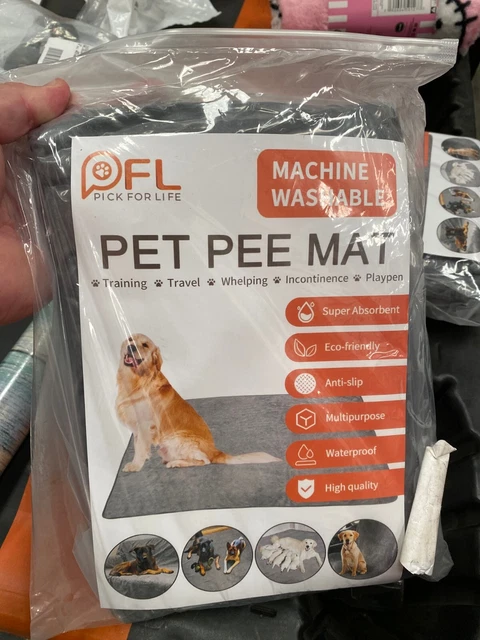 PFL
PICK FOR LIFE
MACHINE
WASHABLE
PET PEE MAT
Training Travel Whelping Incontinence Playpen
Super Absorbent
Eco-friendly
Anti-slip
Multipurpose
Waterproof
High quality